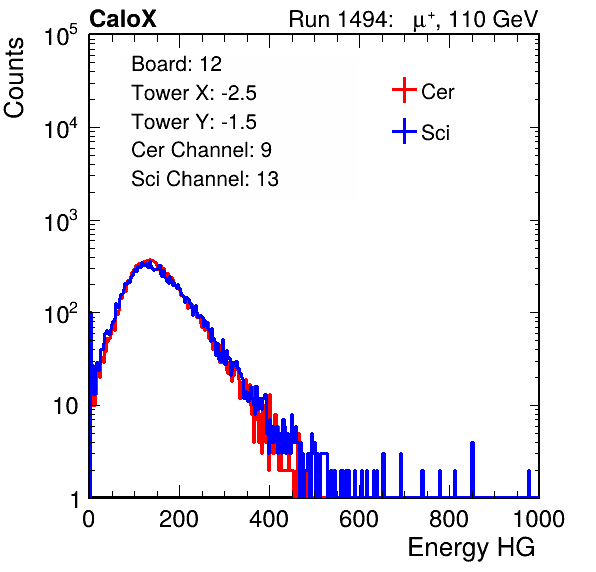 CaloX Run 1494: μ⁺, 110 GeV
Board: 12
Tower X: -2.5
Tower Y: -1.5
Cer Channel: 9
Sci Channel: 13
Cer
Sci
Counts
10⁵
10⁴
10³
10²
10
1
0 200 400 600 800 1000
Energy HG